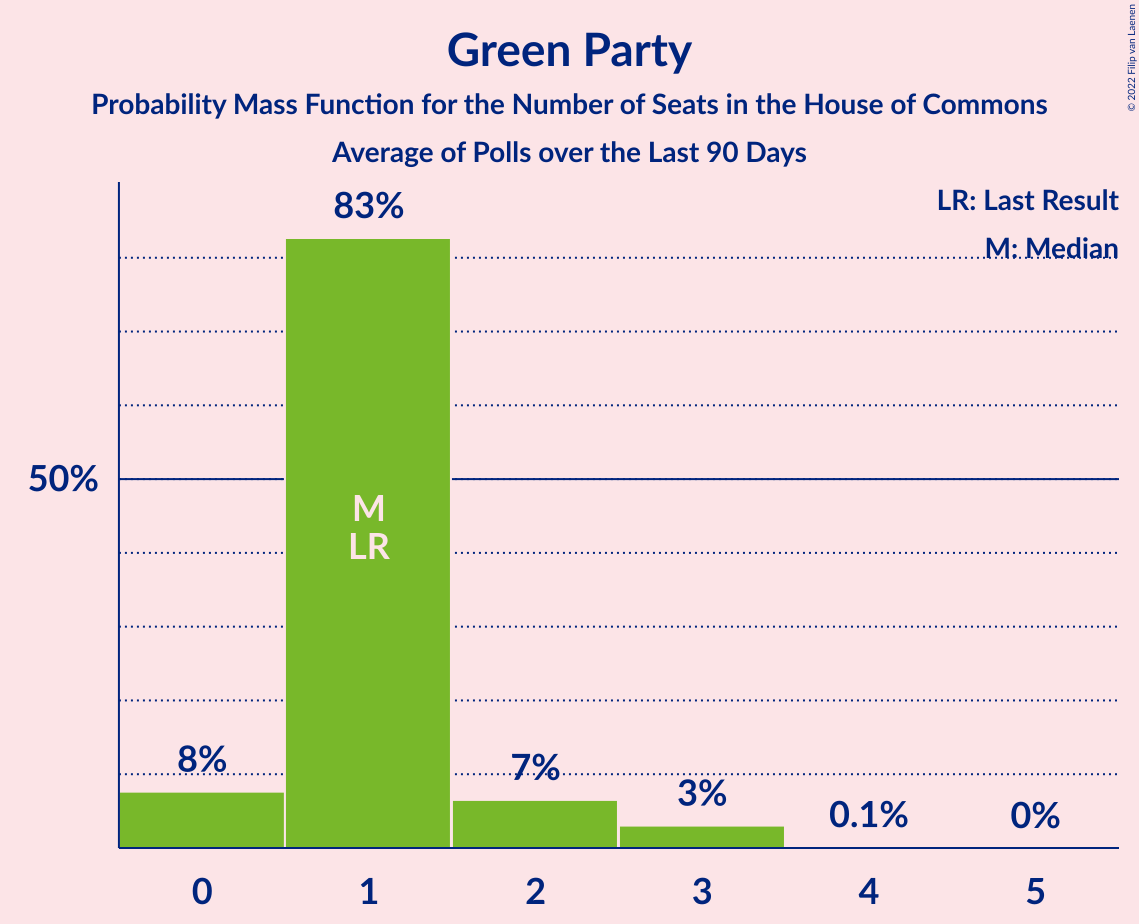 Green Party
Probability Mass Function for the Number of Seats in the House of Commons
Average of Polls over the Last 90 Days
© 2022 Filip van Laenen
LR: Last Result
M: Median
83%
50%
M
LR
8%
7%
3%
0.1%
0%
0 1 2 3 4 5